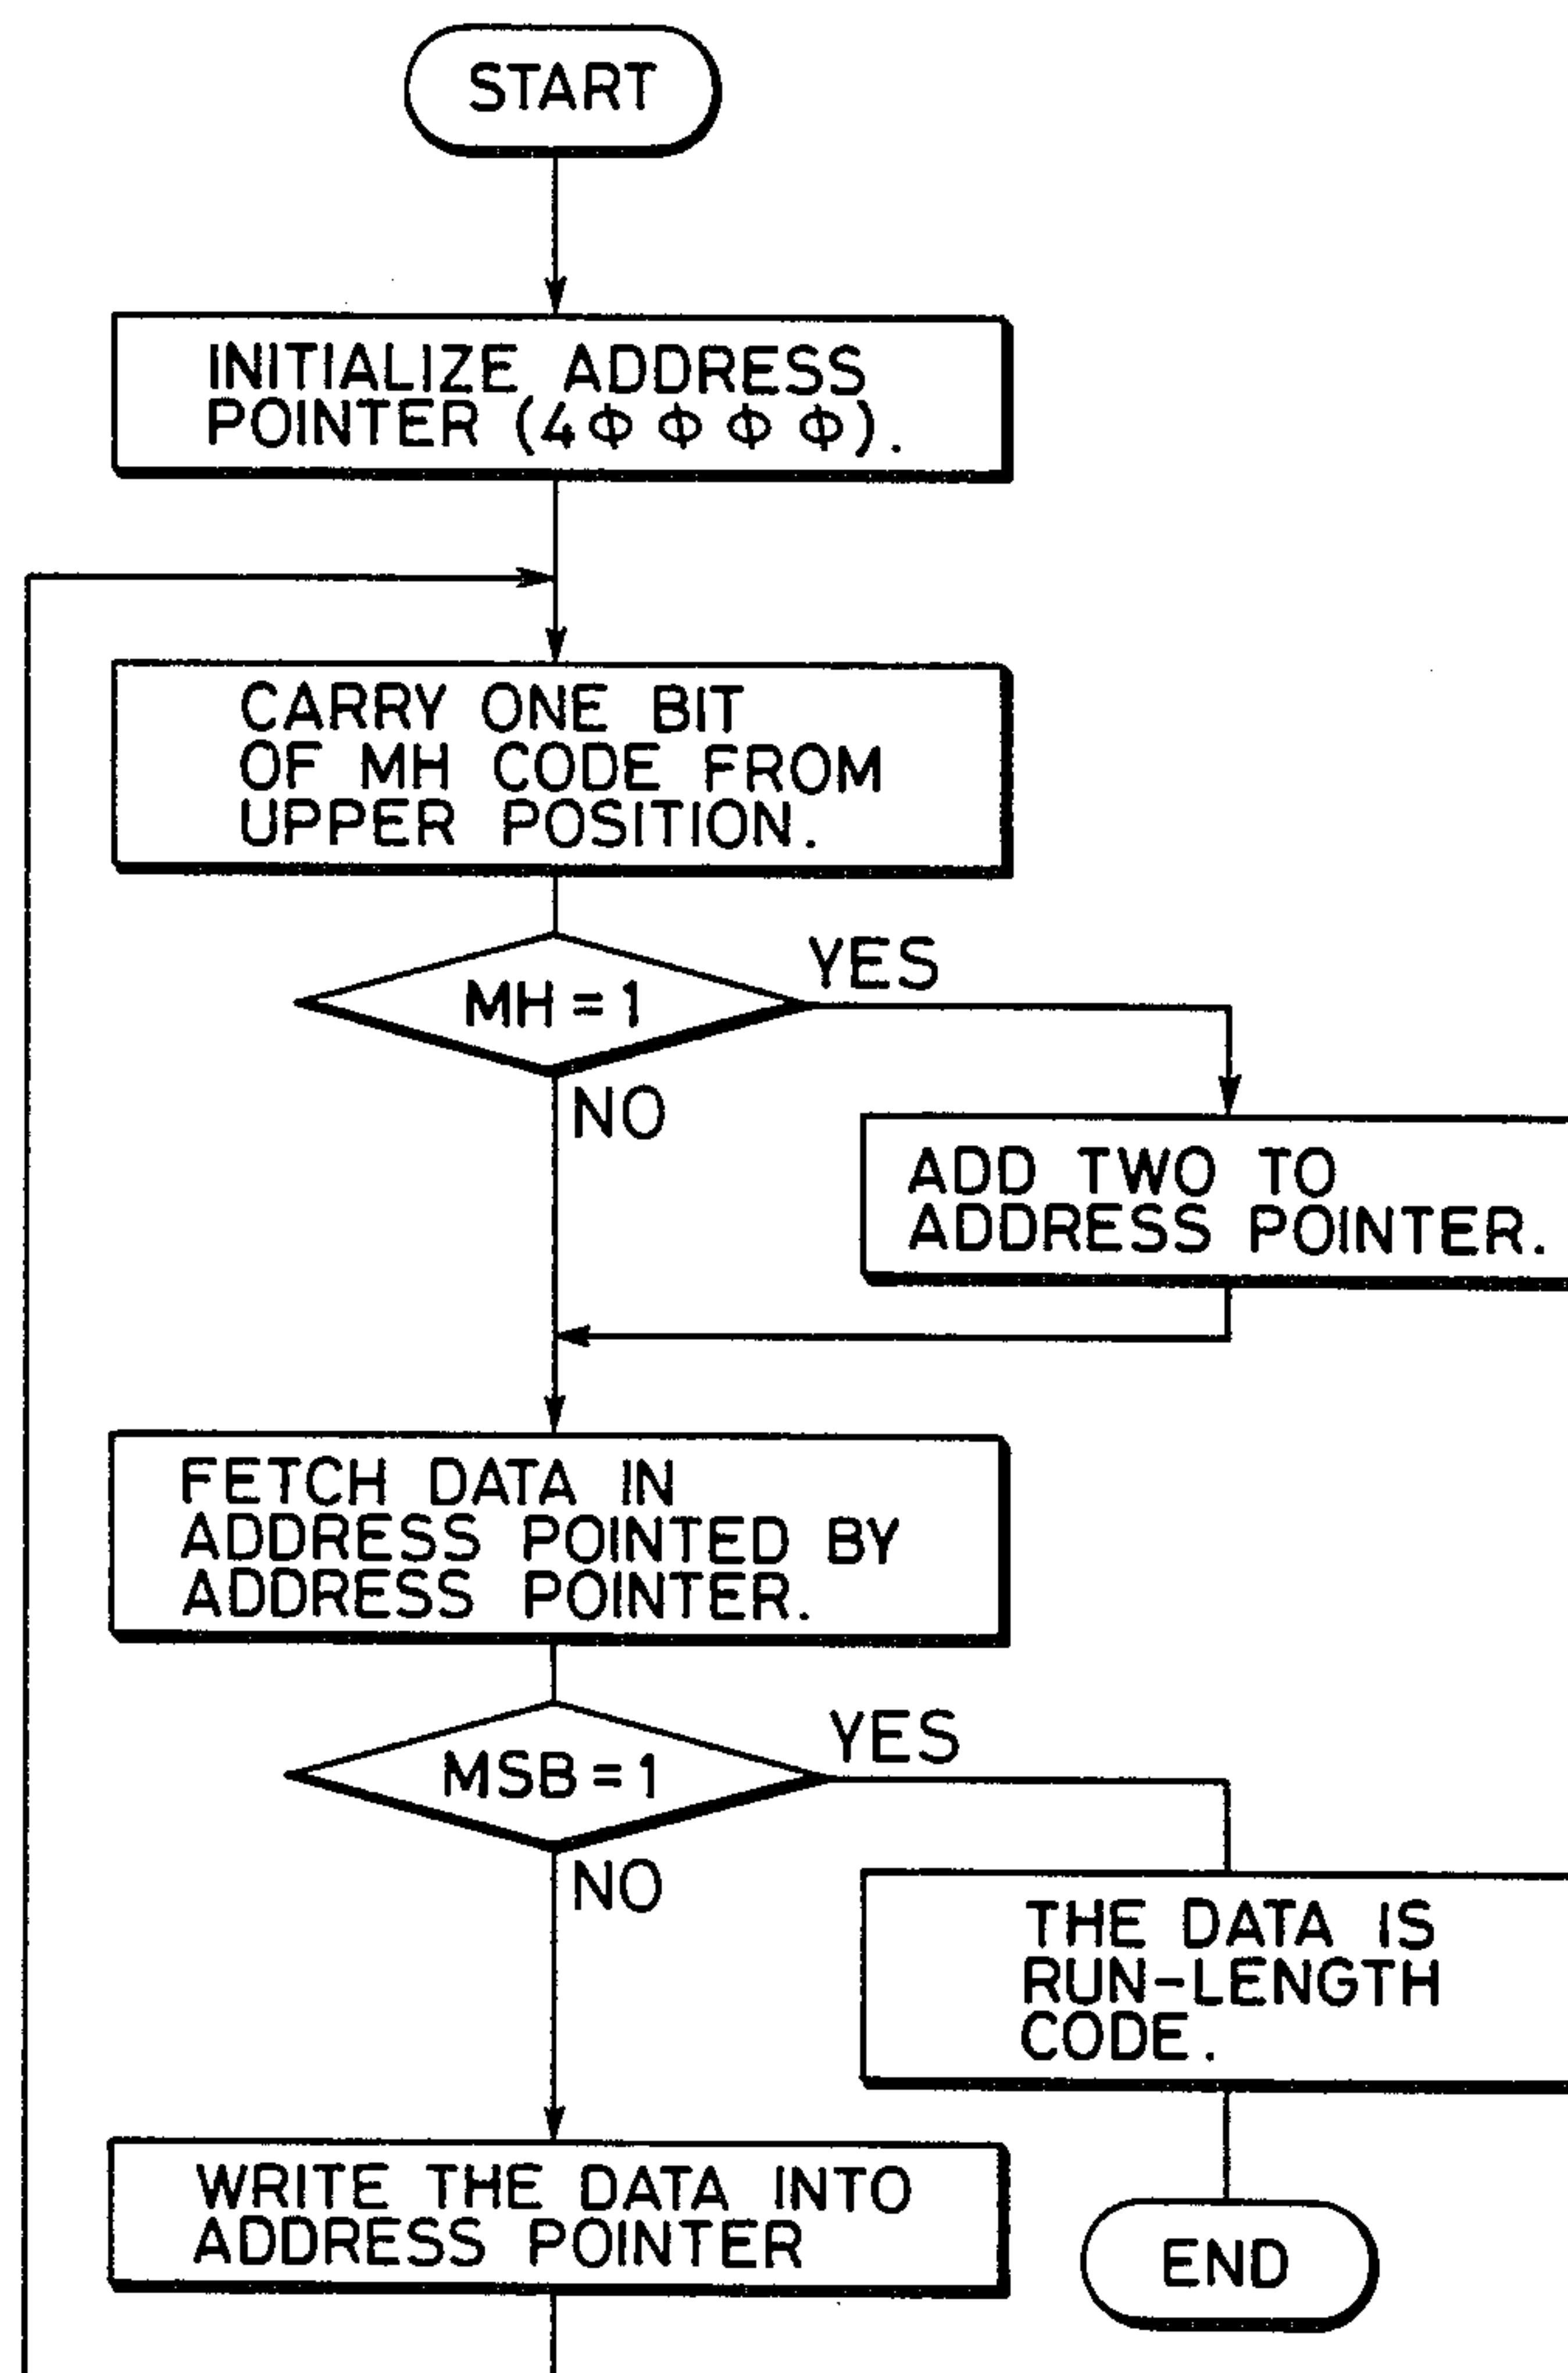 START
INITIALIZE ADDRESS
POINTER (4ΦΦΦΦ).
CARRY ONE BIT
OF MH CODE FROM
UPPER POSITION.
MH=1
YES
NO
ADD TWO TO
ADDRESS POINTER.
FETCH DATA IN
ADDRESS POINTED BY
ADDRESS POINTER.
MSB=1
YES
NO
THE DATA IS
RUN-LENGTH
CODE.
WRITE THE DATA INTO
ADDRESS POINTER
END